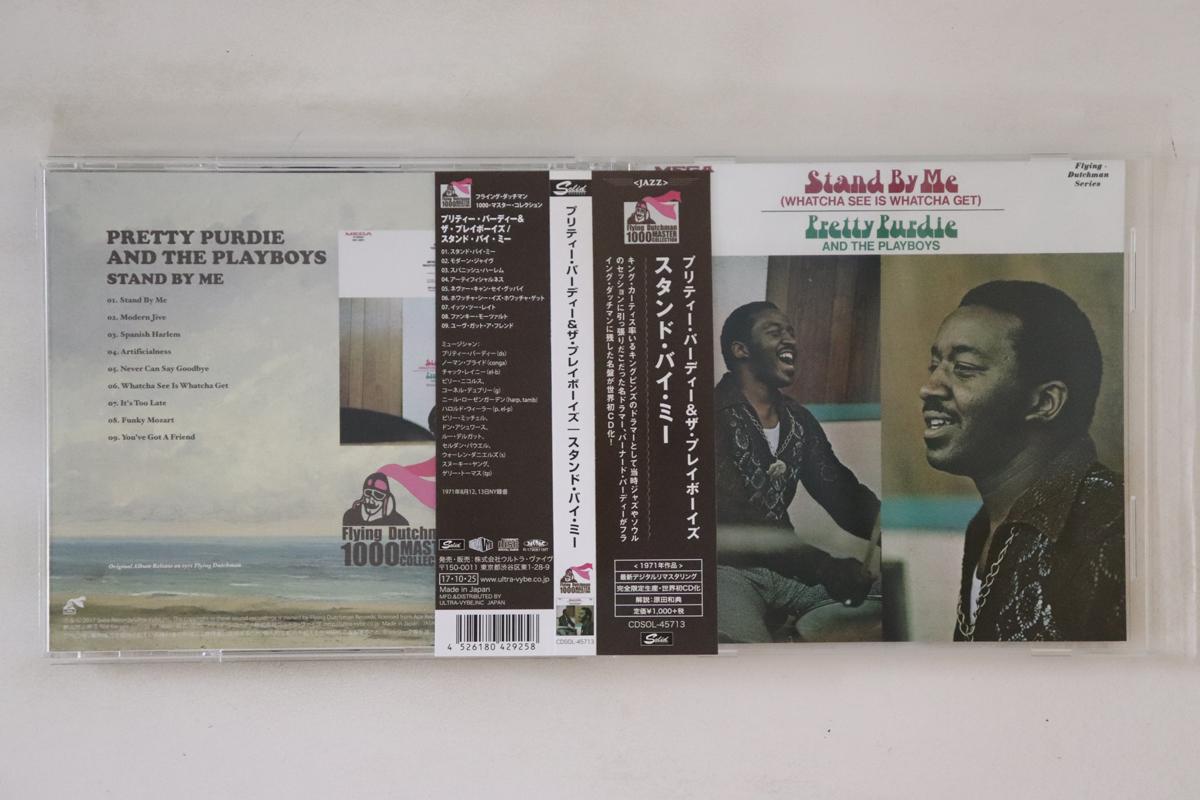 PRETTY PURDIE
AND THE PLAYBOYS
STAND BY ME
01. Stand By Me
02. Modern Jive
03. Spanish Harlem
04. Artificialness
05. Never Can Say Goodbye
06. Whatcha See Is Whatcha Get
07. It's Too Late
08. Funky Mozart
09. You've Got A Friend
Original Album Release on 1971 Flying Dutchman
MEGA
Flying Dutchm
1000 MASTER
COLLEC
フライング・ダッチマン
1000・マスター・コレクション
プリティー・パーディー&
ザ・プレイボーイズ/
スタンド・バイ・ミー
01. スタンド・バイ・ミー
02. モダーン・ジャイヴ
03. スパニッシュ・ハーレム
04. アーティフィシャルネス
05. ネヴァー・キャン・セイ・グッバイ
06. ホワッチャ・シー・イズ・ホワッチャ・ゲット
07. イッツ・ツー・レイト
08. ファンキー・モーツァルト
09. ユーヴ・ガット・ア・フレンド
ミュージシャン:
プリティー・パーディー (ds)
ノーマン・プライド (conga)
チャック・レイニー (el-b)
ビリー・ニコルス,
コーネル・デュプリー (g)
ニール・ローゼンガーデン (harp, tamb)
ハロルド・ウィーラー (p, el-p)
ビリー・ミッチェル,
ドン・アシュワース,
ルー・デルガット,
セルダン・パウエル,
ウォーレン・ダニエルズ (s)
スヌーキー・ヤング,
ゲリー・トーマス (tp)
1971年8月12, 13日NY録音
Solid
発売・販売:株式会社ウルトラ・ヴァイヴ
〒150-0011 東京都渋谷区東1-28-9
17・10・25 www.ultra-vybe.co.jp
Made in Japan
MFD.&DISTRIBUTED BY
ULTRA-VYBE,INC JAPAN
4 526180 429258
Solid
プリティー・パーディー&ザ・プレイボーイズ|スタンド・バイ・ミー
CDSOL-45713
<JAZZ>
Flying Dutchman
1000 MASTER
COLLECTION
プリティー・パーディー&ザ・プレイボーイズ
スタンド・バイ・ミー
キング・カーティス率いるキングピンズのドラマーとして当時ジャズやソウル
のセッションに引っ張りだこだった名ドラマー、バーナード・パーディーがフラ
イング・ダッチマンに残した名盤が世界初CD化!
<1971年作品>
最新デジタルリマスタリング
完全限定生産・世界初CD化
解説:原田和典
定価¥1,000+税
CDSOL-45713
Solid
MEGA
Stand By Me
(WHATCHA SEE IS WHATCHA GET)
Pretty Purdie
AND THE PLAYBOYS
Flying -
Dutchman
Series